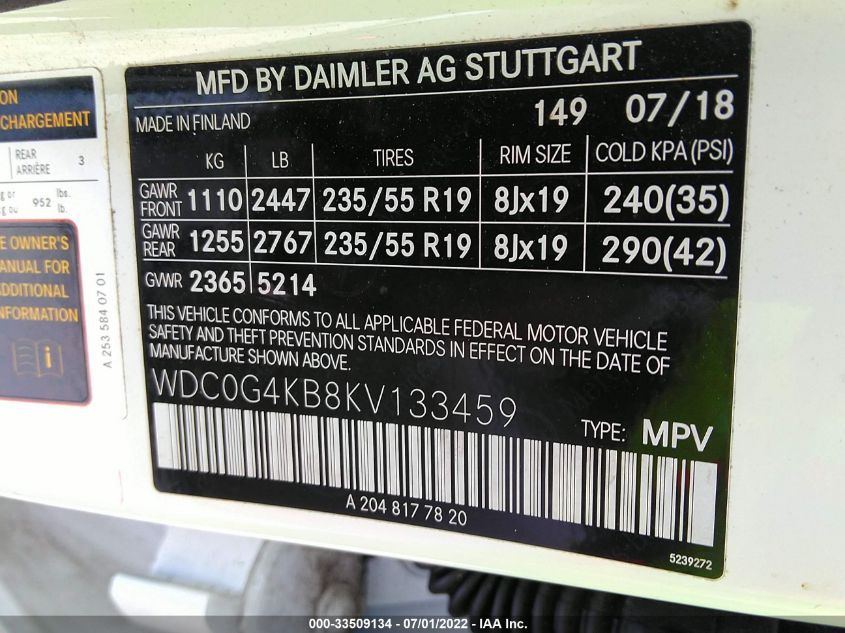 ON
CHARGEMENT
REAR
ARRIÈRE 3
g or 952 lbs.
g ou lb.
E OWNER'S
ANUAL FOR
ADDITIONAL
INFORMATION
A 253 584 07 01
MFD BY DAIMLER AG STUTTGART
MADE IN FINLAND 149 07/18
KG LB TIRES RIM SIZE COLD KPA (PSI)
GAWR FRONT 1110 2447 235/55 R19 8Jx19 240(35)
GAWR REAR 1255 2767 235/55 R19 8Jx19 290(42)
GVWR 2365 5214
THIS VEHICLE CONFORMS TO ALL APPLICABLE FEDERAL MOTOR VEHICLE
SAFETY AND THEFT PREVENTION STANDARDS IN EFFECT ON THE DATE OF
MANUFACTURE SHOWN ABOVE.
WDC0G4KB8KV133459
TYPE: MPV
A 204 817 78 20
5239272
000-33509134 - 07/01/2022 - IAA Inc.